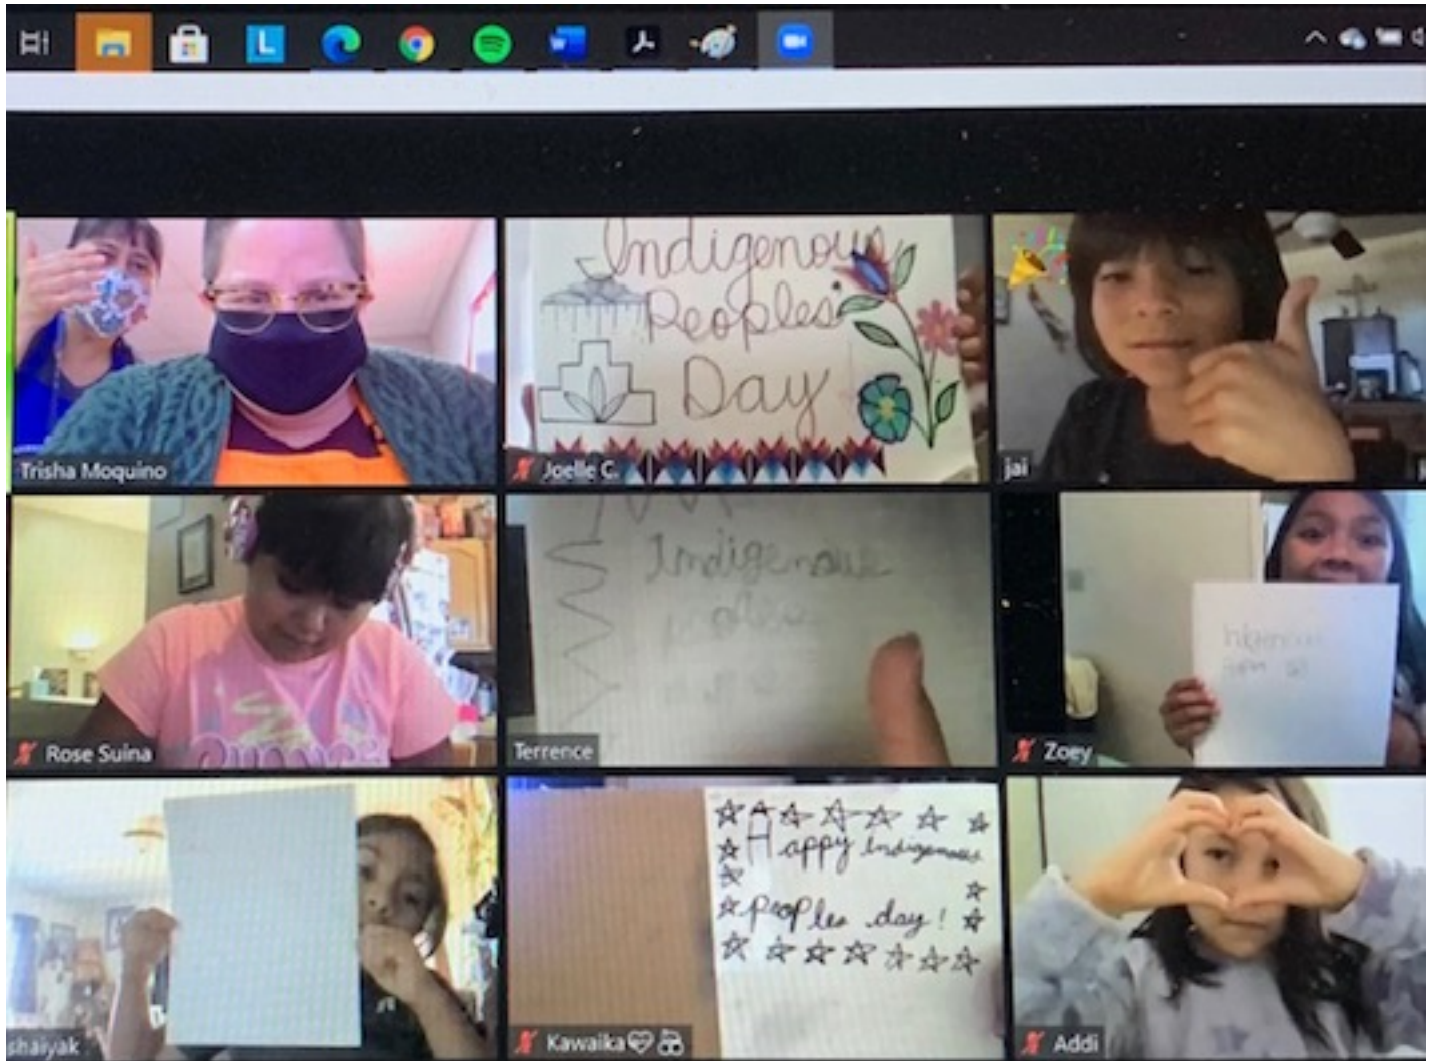 L
Indigenous
Peoples'
Day
Trisha Moquino
Joelle C.
jai
Indigenous
Rose Suina
Terrence
Zoey
Happy Indigenous
peoples day!
shaiyak
Kawaika
Addi